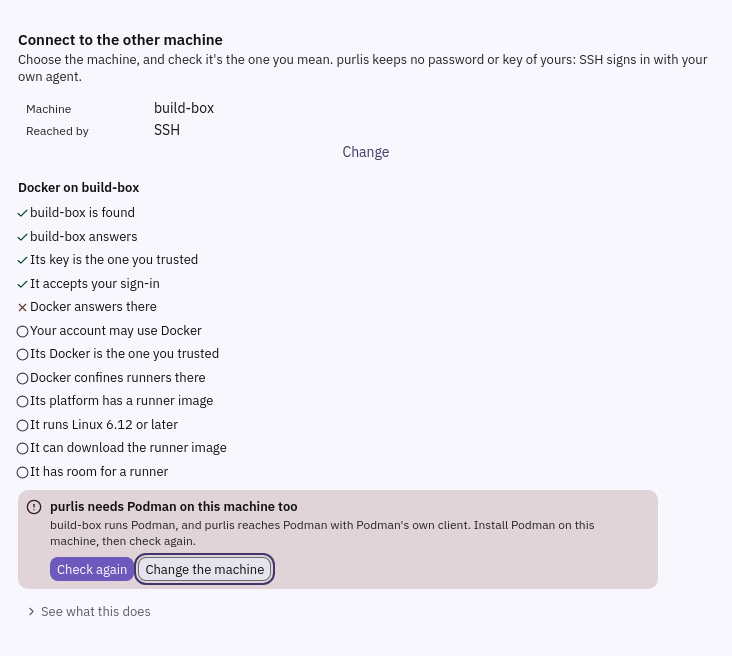 Connect to the other machine
Choose the machine, and check it's the one you mean. purlis keeps no password or key of yours: SSH signs in with your
own agent.
Machine build-box
Reached by SSH
Change
Docker on build-box
build-box is found
build-box answers
Its key is the one you trusted
It accepts your sign-in
Docker answers there
Your account may use Docker
Its Docker is the one you trusted
Docker confines runners there
Its platform has a runner image
It runs Linux 6.12 or later
It can download the runner image
It has room for a runner
purlis needs Podman on this machine too
build-box runs Podman, and purlis reaches Podman with Podman's own client. Install Podman on this
machine, then check again.
Check again Change the machine
See what this does